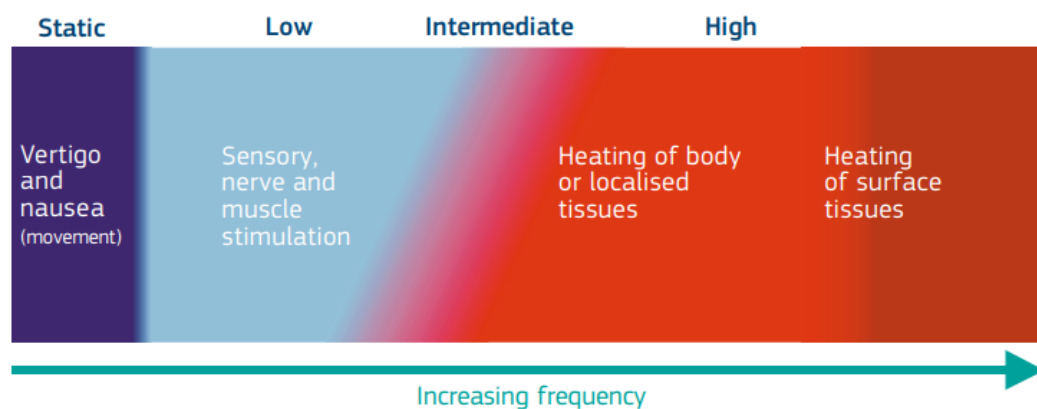 Static
Low
Intermediate
High
Vertigo
and
nausea
(movement)
Sensory,
nerve and
muscle
stimulation
Heating of body
or localised
tissues
Heating
of surface
tissues
Increasing frequency